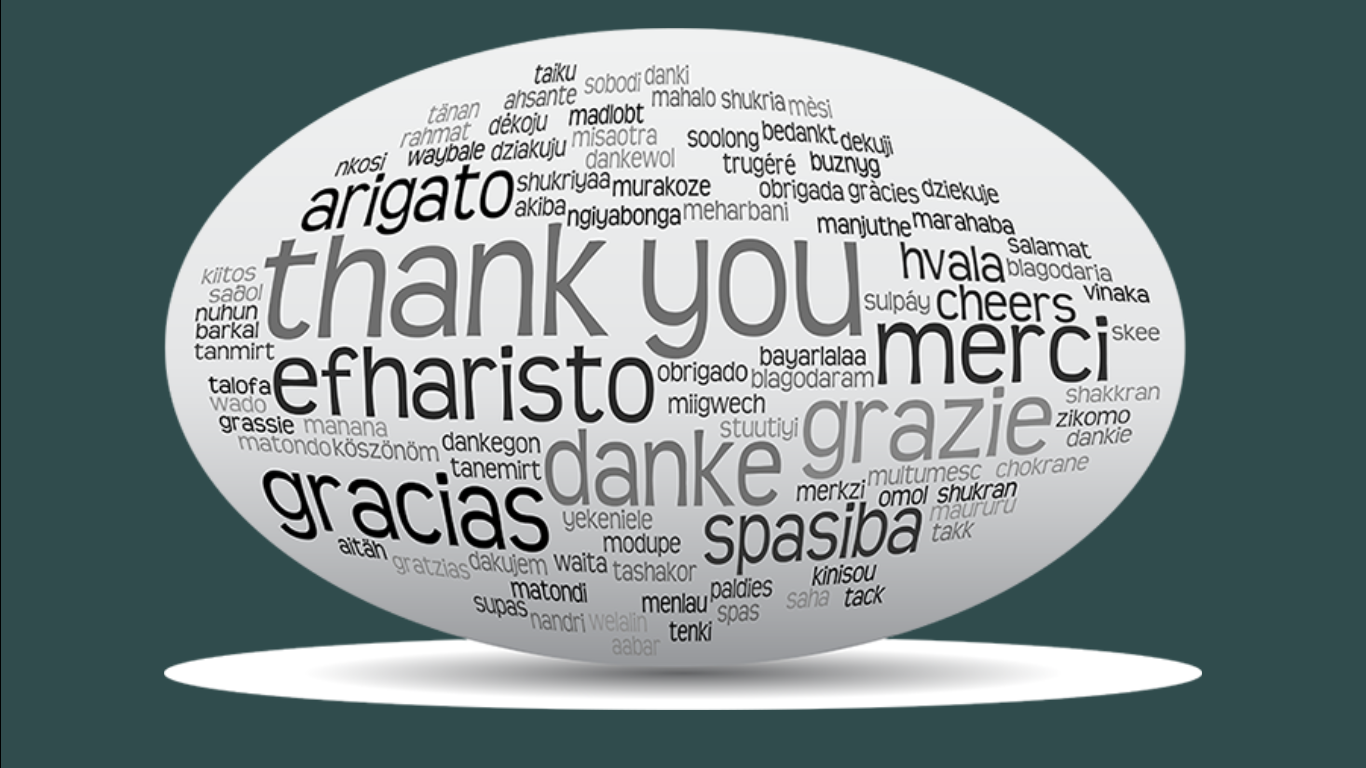 taiku sobodi danki
tänan ahsante madlobt mahalo shukria mèsi
rahmat dėkoju misaotra soolong bedankt dekuji
nkosi waybale dziakuju dankewol trugéré buznyg
arigato shukriyaa murakoze obrigada gràcies dziekuje
akiba ngiyabonga meharbani manjuthe marahaba
thank you hvala salamat
kiitos blagodaria
saƌol sulpáy cheers vinaka
nuhun
barkal merci skee
tanmirt efharisto bayarlalaa
talofa obrigado blagodaram
wado miigwech grazie shakkran
grassie manana stuutiyi zikomo
matondo köszönöm dankegon danke dankie
tanemirt multumesc chokrane
gracias merkzi omol shukran
yekeniele spasiba maururu
aitäh modupe takk
gratzias dakujem waita tashakor kinisou
matondi paldies saha tack
supas menlau spas
nandri welalin tenki
aabar